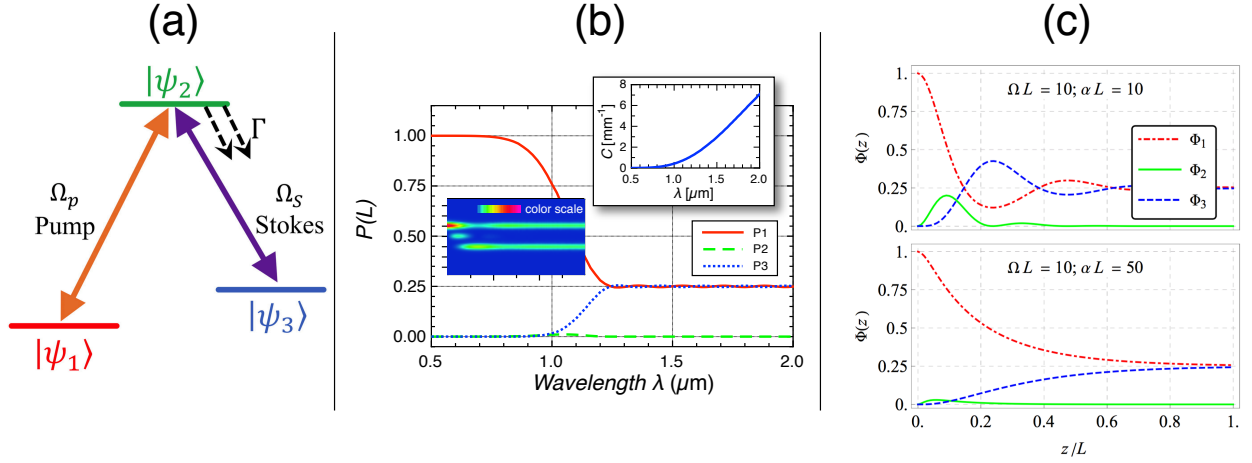 (a)
|ψ₂⟩
Γ
Ωp
Pump
ΩS
Stokes
|ψ₃⟩
|ψ₁⟩
(b)
8
6
4
2
0
C [mm⁻¹]
0.5 1.0 1.5 2.0
λ [µm]
1.00
0.75
0.50
0.25
0.00
P(L)
color scale
P1
P2
P3
0.5 1.0 1.5 2.0
Wavelength λ (µm)
(c)
1.
0.75
0.5
0.25
0.
Φ(z)
Ω L = 10; α L = 10
Φ₁
Φ₂
Φ₃
1.
0.75
0.5
0.25
0.
Φ(z)
Ω L = 10; α L = 50
0. 0.2 0.4 0.6 0.8 1.
z/L